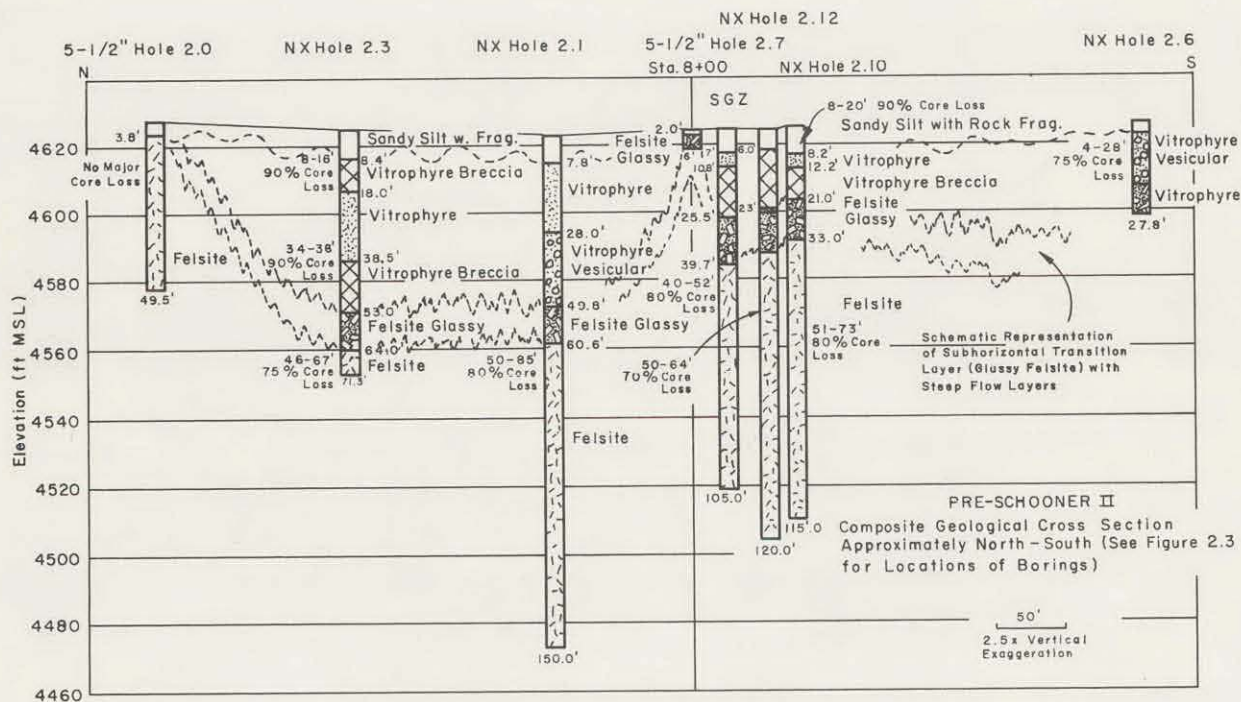 NX Hole 2.12
5-1/2" Hole 2.0
NX Hole 2.3
NX Hole 2.1
5-1/2" Hole 2.7
NX Hole 2.6
N
Sta. 8+00
NX Hole 2.10
S
SGZ
8-20' 90% Core Loss
3.8'
Sandy Silt w. Frag.
2.0'
Sandy Silt with Rock Frag.
4620
No Major
Core Loss
8-16'
90% Core
Loss
8.4'
Vitrophyre Breccia
18.0'
7.8'
Felsite
Glassy
6'
17'
6.0'
10.8'
8.2'
12.2'
Vitrophyre
Vitrophyre Breccia
4-28'
75% Core
Loss
Vitrophyre
Vesicular
4600
Vitrophyre
Vitrophyre
25.5'
23'
21.0'
Felsite
Glassy
Vitrophyre
27.8'
Felsite
34-38'
90% Core
Loss
38.5'
Vitrophyre Breccia
28.0'
Vitrophyre
Vesicular
39.7'
33.0'
4580
49.5'
53.0'
49.8'
40-52'
80% Core
Loss
Felsite
Felsite Glassy
Felsite Glassy
4560
46-67'
75% Core
Loss
64.0'
Felsite
71.3'
50-85'
80% Core
Loss
60.6'
50-64'
70% Core
Loss
51-73'
80% Core
Loss
Schematic Representation
of Subhorizontal Transition
Layer (Glassy Felsite) with
Steep Flow Layers
Elevation (ft MSL)
4540
Felsite
4520
105.0'
115.0
120.0'
PRE-SCHOONER II
Composite Geological Cross Section
Approximately North-South (See Figure 2.3
for Locations of Borings)
4500
4480
150.0'
50'
2.5x Vertical
Exaggeration
4460